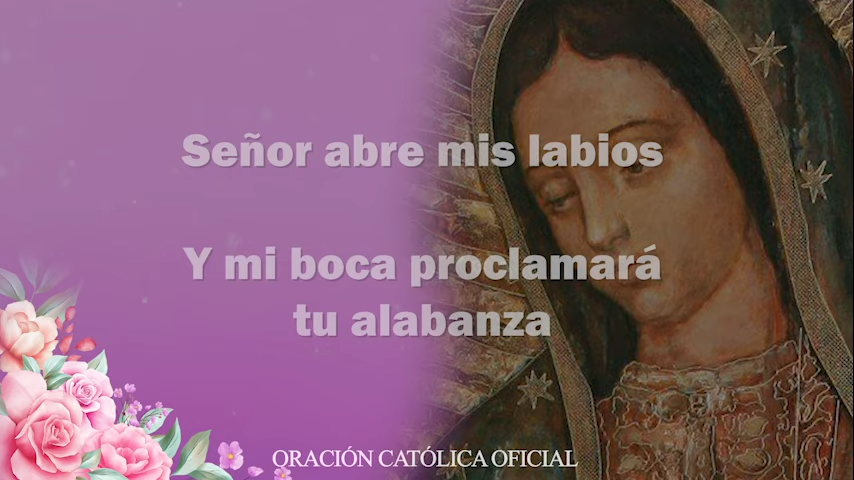 Señor abre mis labios
Y mi boca proclamará
tu alabanza
ORACIÓN CATÓLICA OFICIAL